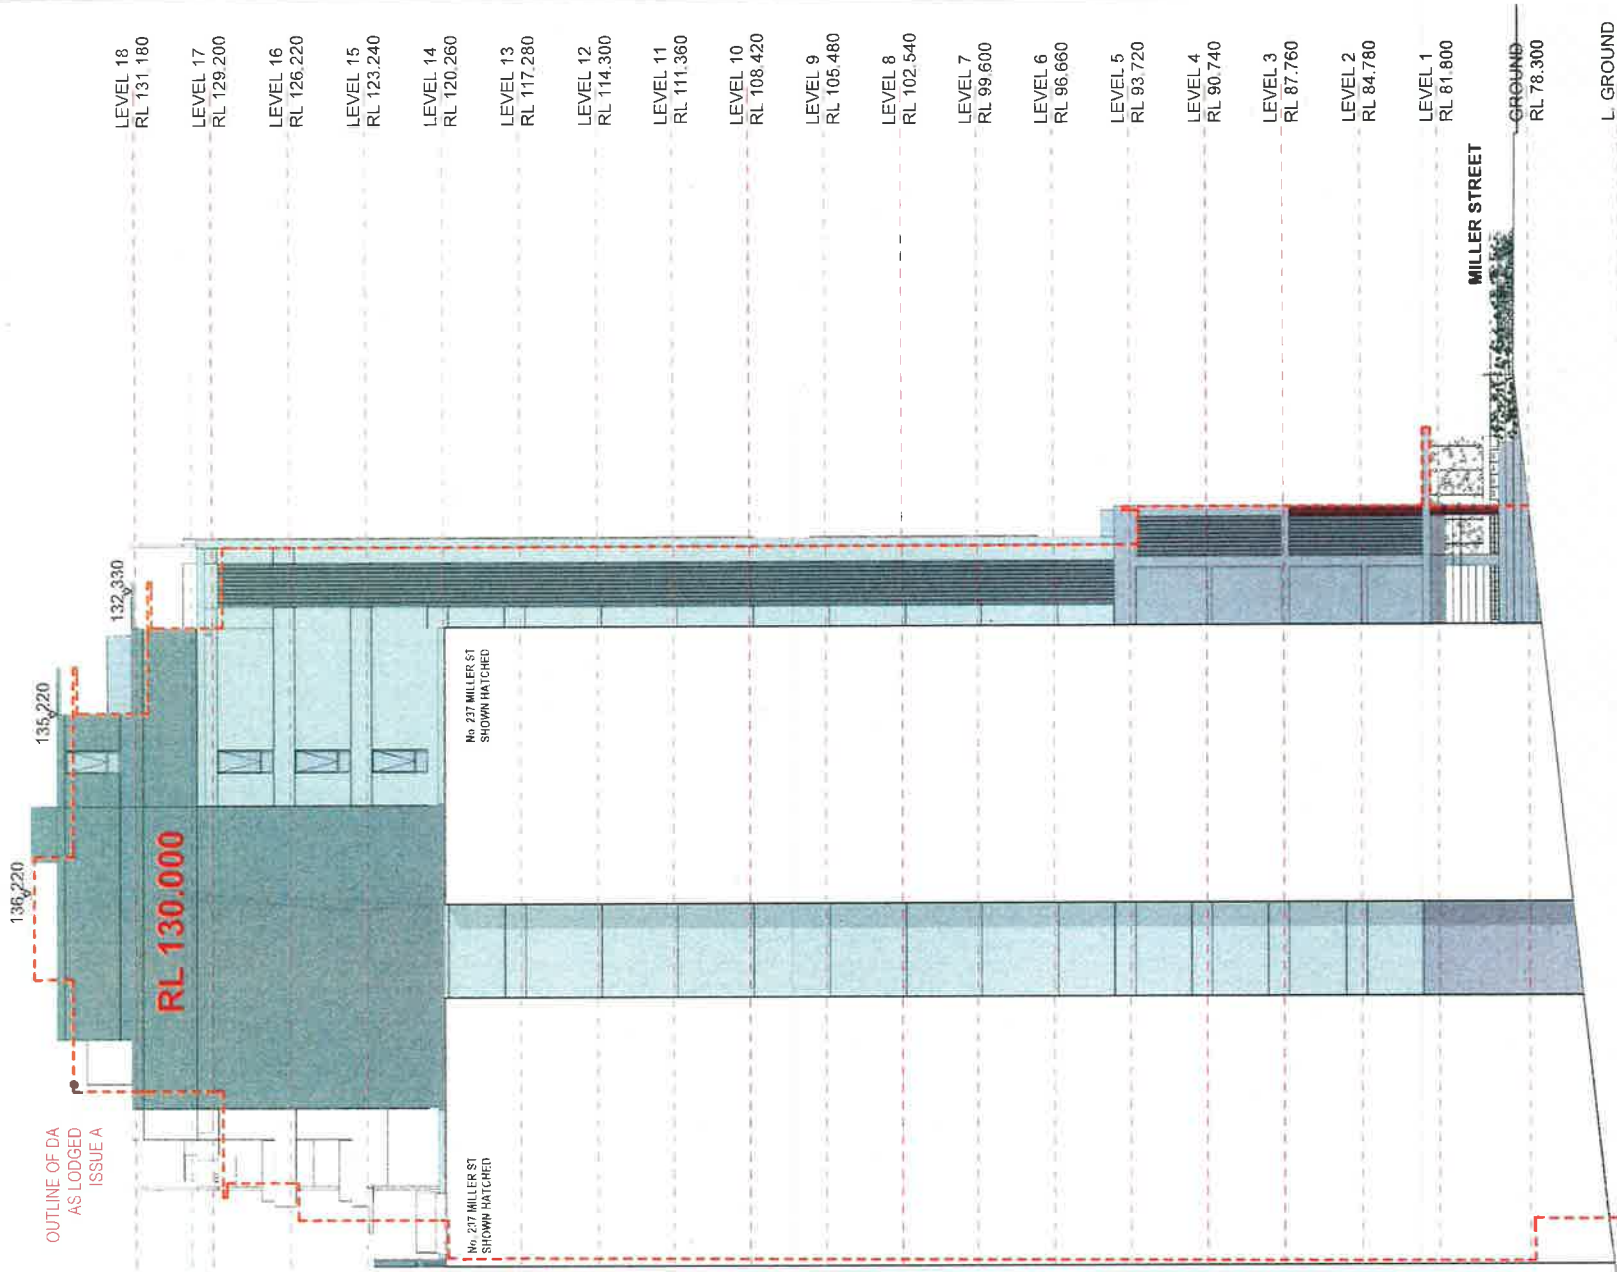 LEVEL 18
RL 131.180
LEVEL 17
RL 129.200
LEVEL 16
RL 126.220
LEVEL 15
RL 123.240
LEVEL 14
RL 120.260
LEVEL 13
RL 117.280
LEVEL 12
RL 114.300
LEVEL 11
RL 111.360
LEVEL 10
RL 108.420
LEVEL 9
RL 105.480
LEVEL 8
RL 102.540
LEVEL 7
RL 99.600
LEVEL 6
RL 96.660
LEVEL 5
RL 93.720
LEVEL 4
RL 90.740
LEVEL 3
RL 87.760
LEVEL 2
RL 84.780
LEVEL 1
RL 81.800
GROUND
RL 78.300
L. GROUND
MILLER STREET
132.330
135.220
136.220
RL 130.000
No. 237 MILLER ST
SHOWN HATCHED
No. 237 MILLER ST
SHOWN HATCHED
OUTLINE OF DA
AS LODGED
ISSUE A